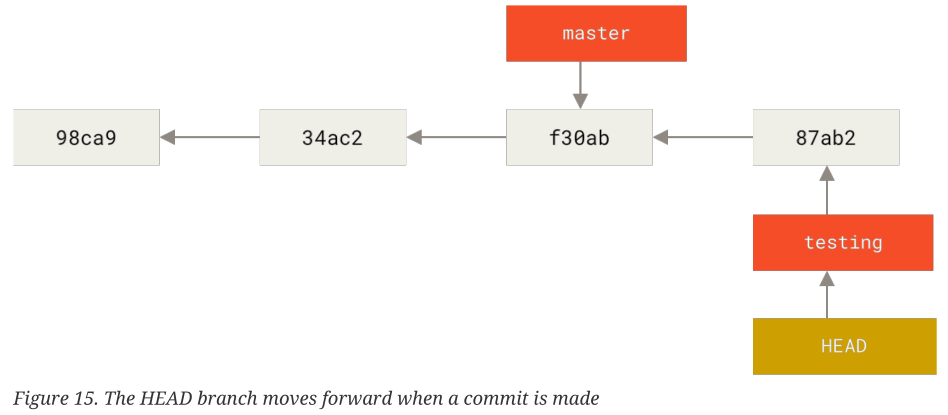 master
98ca9 34ac2 f30ab 87ab2
testing
HEAD
Figure 15. The HEAD branch moves forward when a commit is made